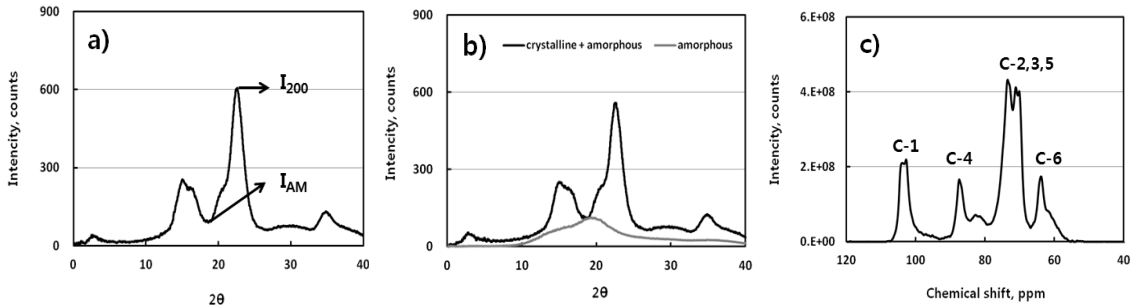 a)
900
600
300
0
0
10
20
30
40
Intencity, counts
2θ
I200
IAM
b)
crystalline + amorphous
amorphous
900
600
300
0
0
10
20
30
40
Intencity, counts
2θ
c)
6.E+08
4.E+08
2.E+08
0.E+00
120
100
80
60
40
Intencity, counts
Chemical shift, ppm
C-1
C-4
C-2,3,5
C-6